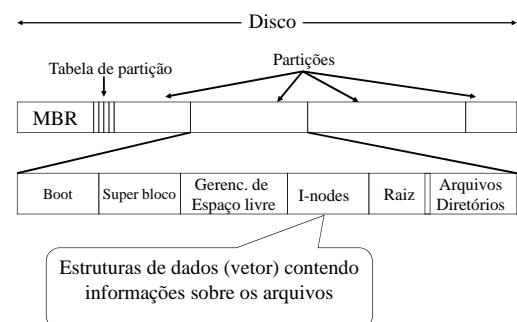 Disco
Tabela de partição
Partições
MBR
Boot
Super bloco
Gerenc. de
Espaço livre
I-nodes
Raiz
Arquivos
Diretórios
Estruturas de dados (vetor) contendo
informações sobre os arquivos